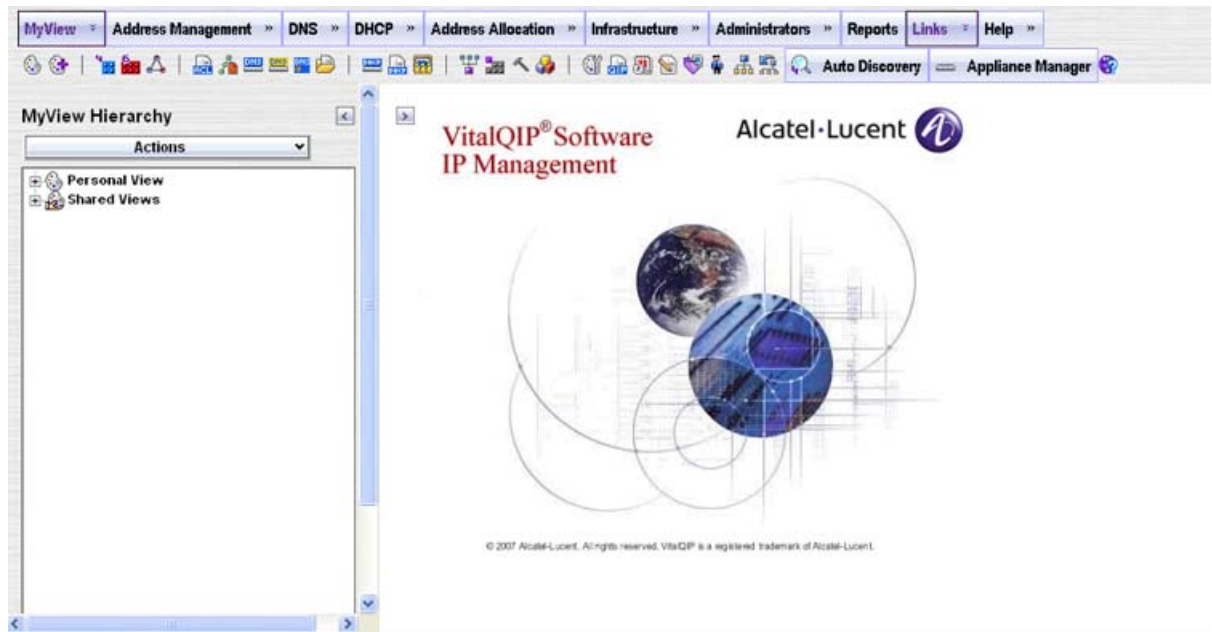 MyView Address Management » DNS » DHCP » Address Allocation » Infrastructure » Administrators » Reports Links Help »
Auto Discovery Appliance Manager
MyView Hierarchy
Actions
Personal View
Shared Views
VitalQIP® Software
IP Management
Alcatel·Lucent
© 2007 Alcatel-Lucent. All rights reserved. VitalQIP is a registered trademark of Alcatel-Lucent.